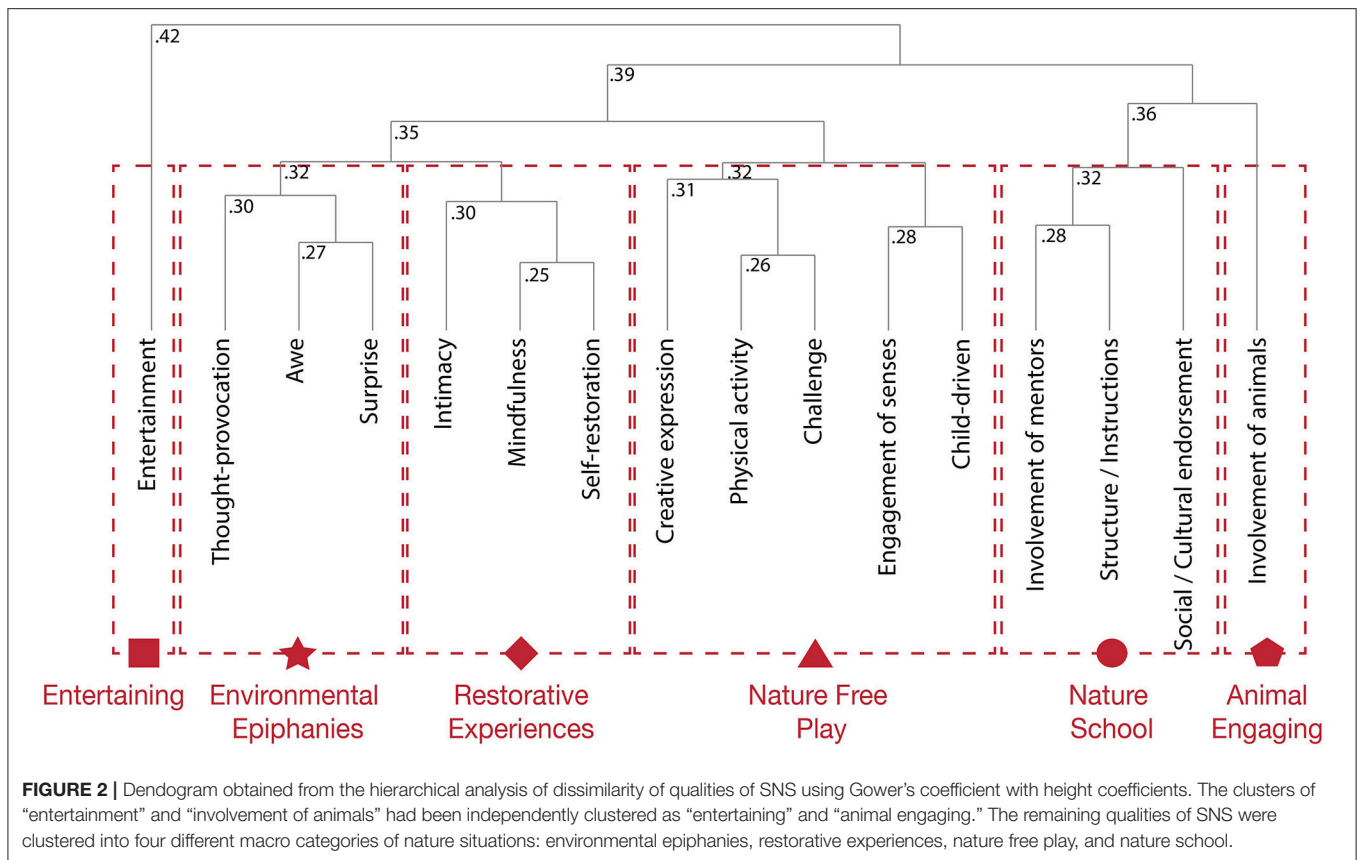 .42
.39
.36
.35
.32
.32
.32
.31
.30
.30
.28
.28
.27
.26
.25
Entertainment
Thought-provocation
Awe
Surprise
Intimacy
Mindfulness
Self-restoration
Creative expression
Physical activity
Challenge
Engagement of senses
Child-driven
Involvement of mentors
Structure / Instructions
Social / Cultural endorsement
Involvement of animals
Entertaining
Environmental
Epiphanies
Restorative
Experiences
Nature Free
Play
Nature
School
Animal
Engaging
FIGURE 2 | Dendogram obtained from the hierarchical analysis of dissimilarity of qualities of SNS using Gower's coefficient with height coefficients. The clusters of
“entertainment” and “involvement of animals” had been independently clustered as “entertaining” and “animal engaging.” The remaining qualities of SNS were
clustered into four different macro categories of nature situations: environmental epiphanies, restorative experiences, nature free play, and nature school.